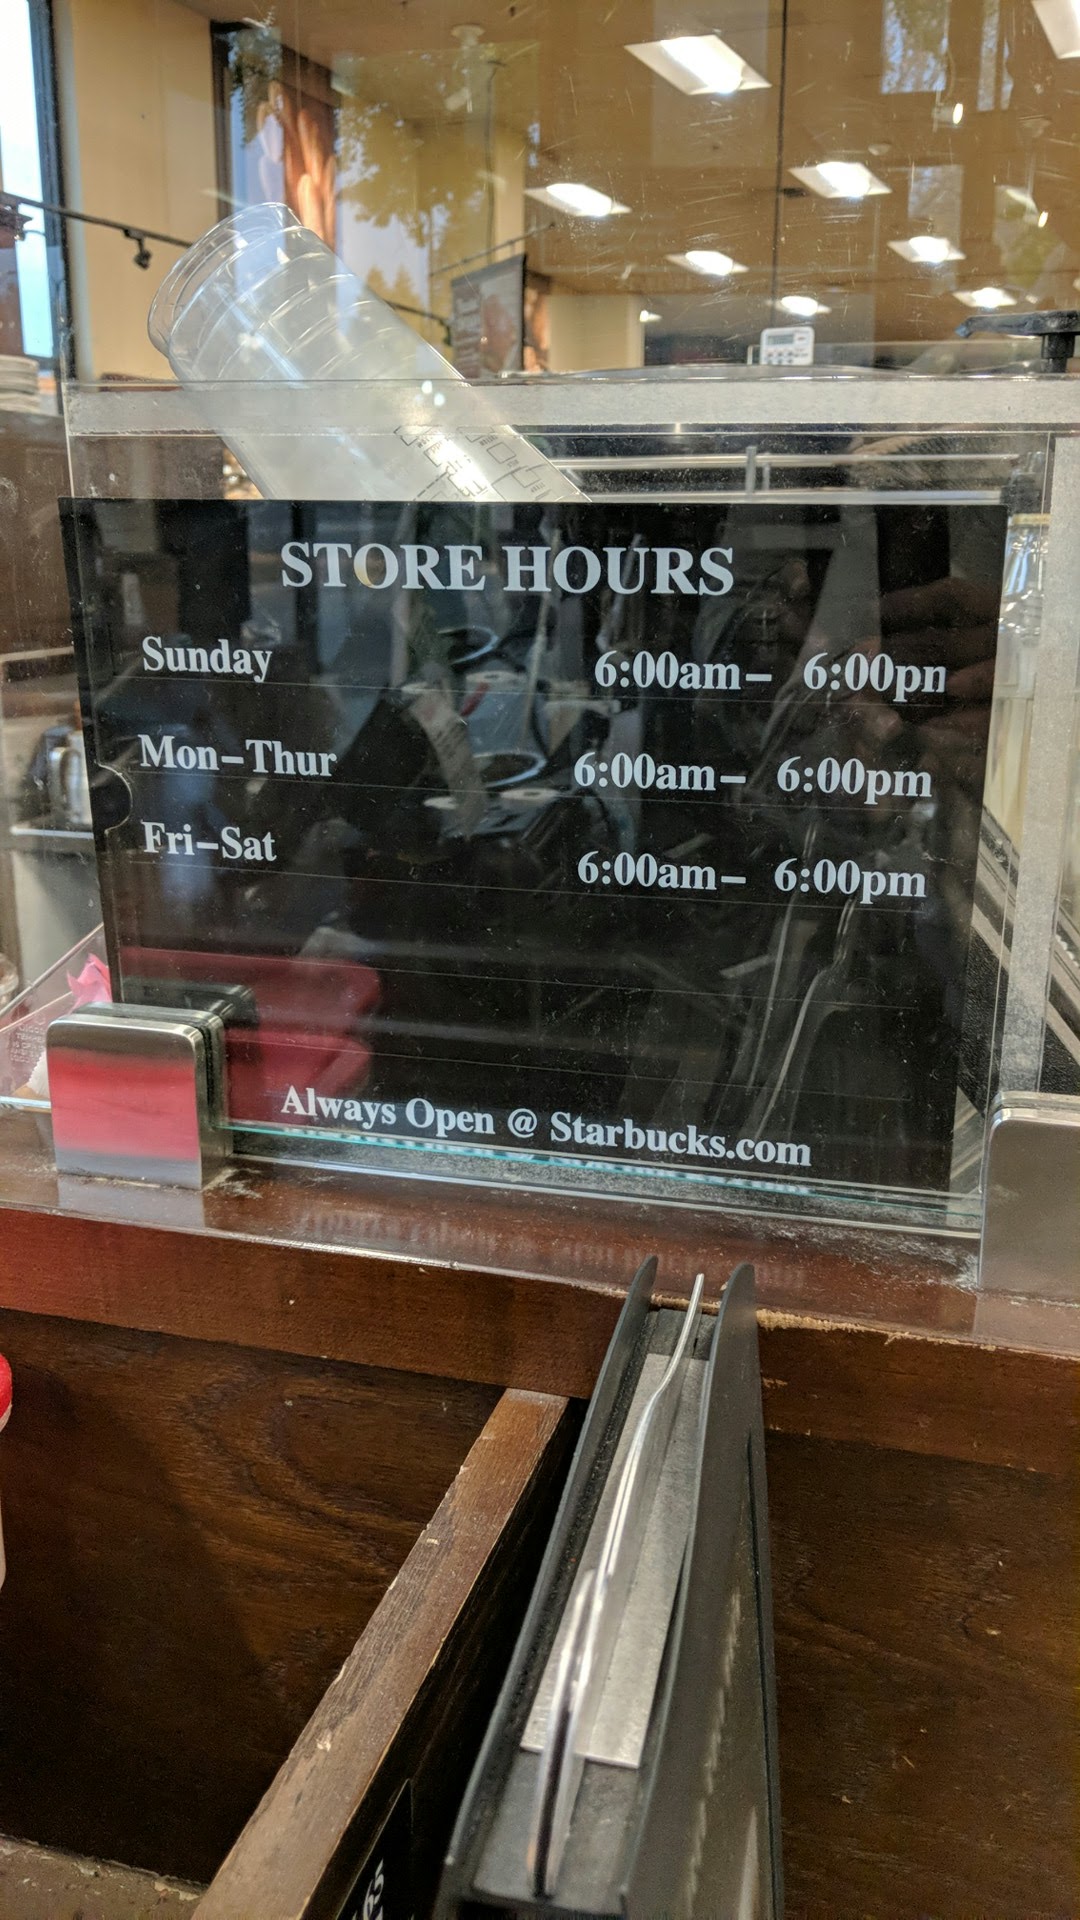 STORE HOURS
Sunday 6:00am– 6:00pn
Mon–Thur 6:00am– 6:00pm
Fri–Sat 6:00am– 6:00pm
Always Open @ Starbucks.com